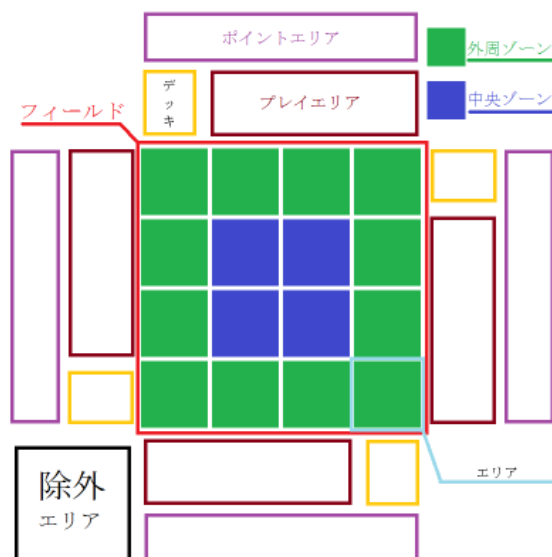 ポイントエリア
外周ゾーン
デッキ
プレイエリア
中央ゾーン
フィールド
エリア
除外
エリア